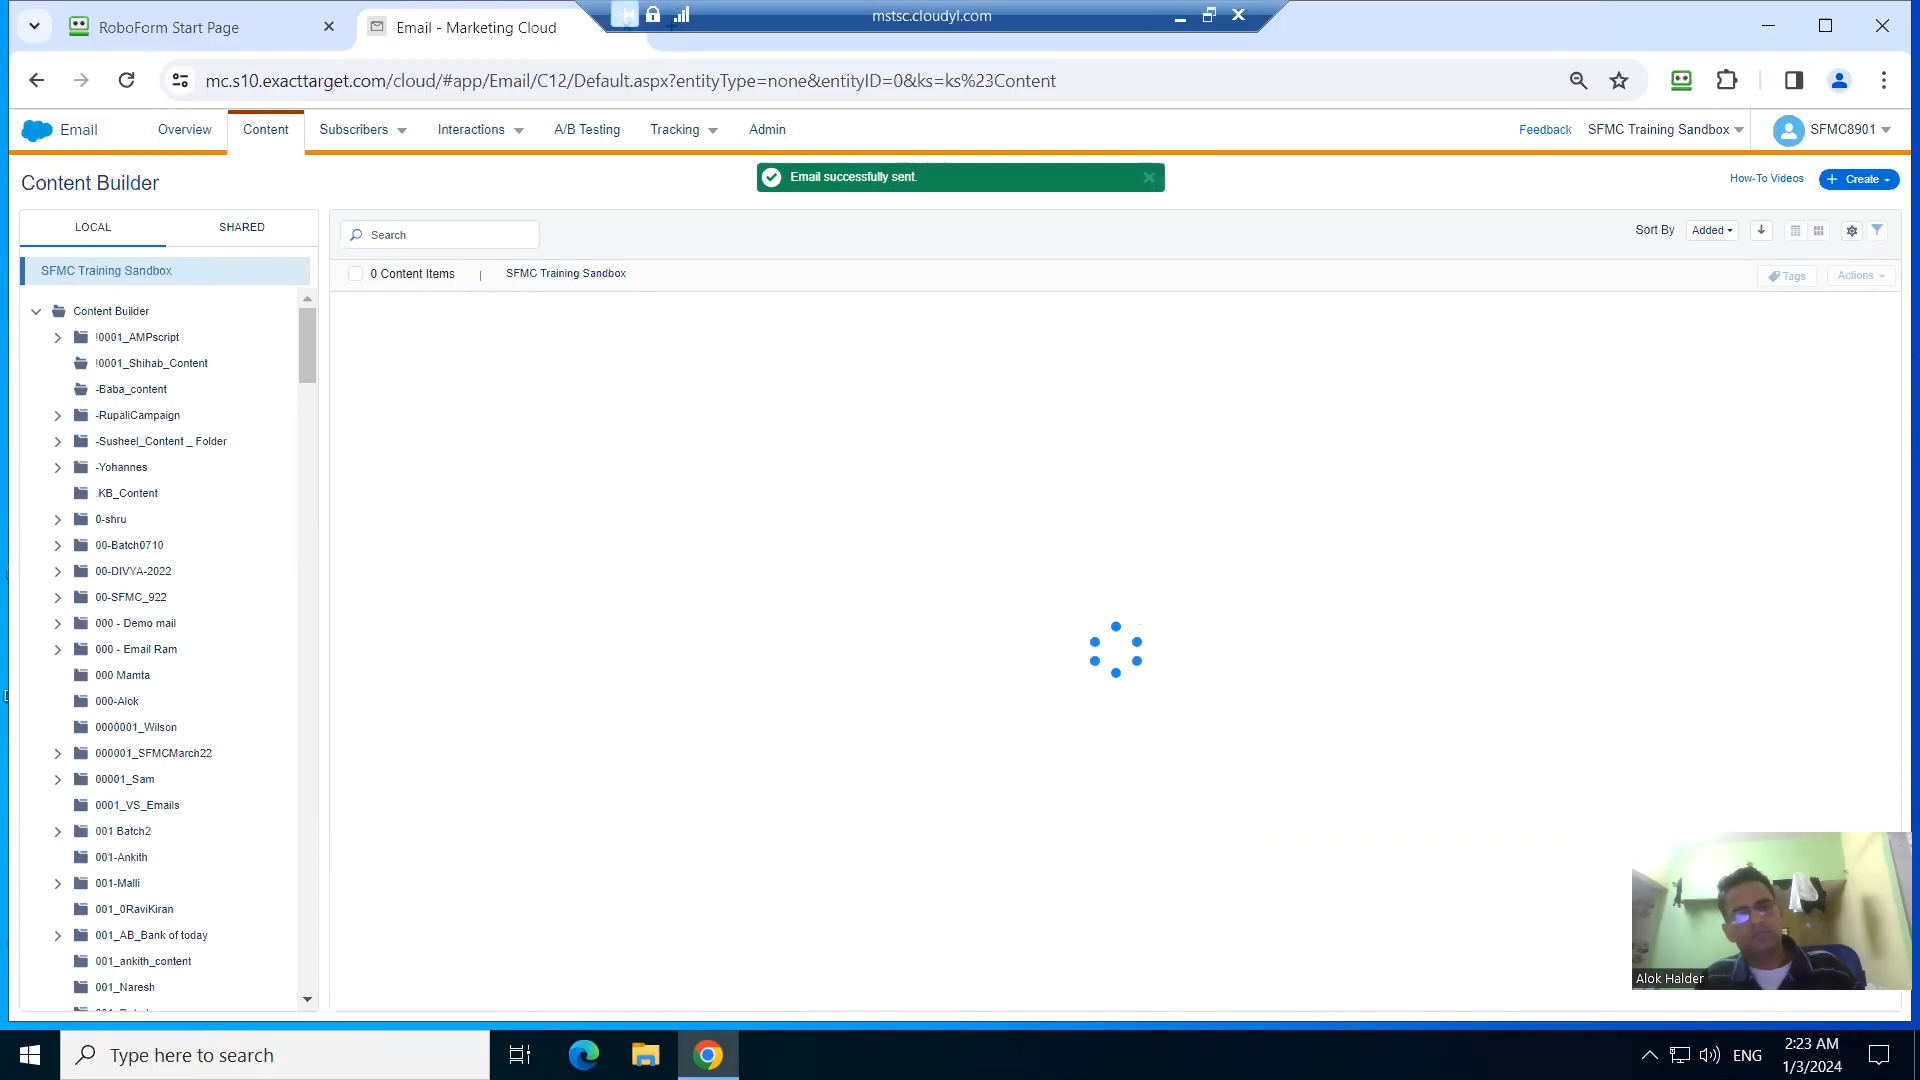 RoboForm Start Page
Email - Marketing Cloud
mstsc.cloudyl.com
mc.s10.exacttarget.com/cloud/#app/Email/C12/Default.aspx?entityType=none&entityID=0&ks=ks%23Content
Email
Overview
Content
Subscribers
Interactions
A/B Testing
Tracking
Admin
Feedback
SFMC Training Sandbox
SFMC8901
Content Builder
Email successfully sent.
How-To Videos
Create
LOCAL
SHARED
Search
Sort By
Added
SFMC Training Sandbox
0 Content Items | SFMC Training Sandbox
Tags
Actions
Content Builder
!0001_AMPscript
!0001_Shihab_Content
-Baba_content
-RupaliCampaign
-Susheel_Content _ Folder
-Yohannes
.KB_Content
0-shru
00-Batch0710
00-DIVYA-2022
00-SFMC_922
000 - Demo mail
000 - Email Ram
000 Mamta
000-Alok
0000001_Wilson
000001_SFMCMarch22
00001_Sam
0001_VS_Emails
001 Batch2
001-Ankith
001-Malli
001_0RaviKiran
001_AB_Bank of today
001_ankith_content
001_Naresh
Alok Halder
Type here to search
ENG
2:23 AM
1/3/2024